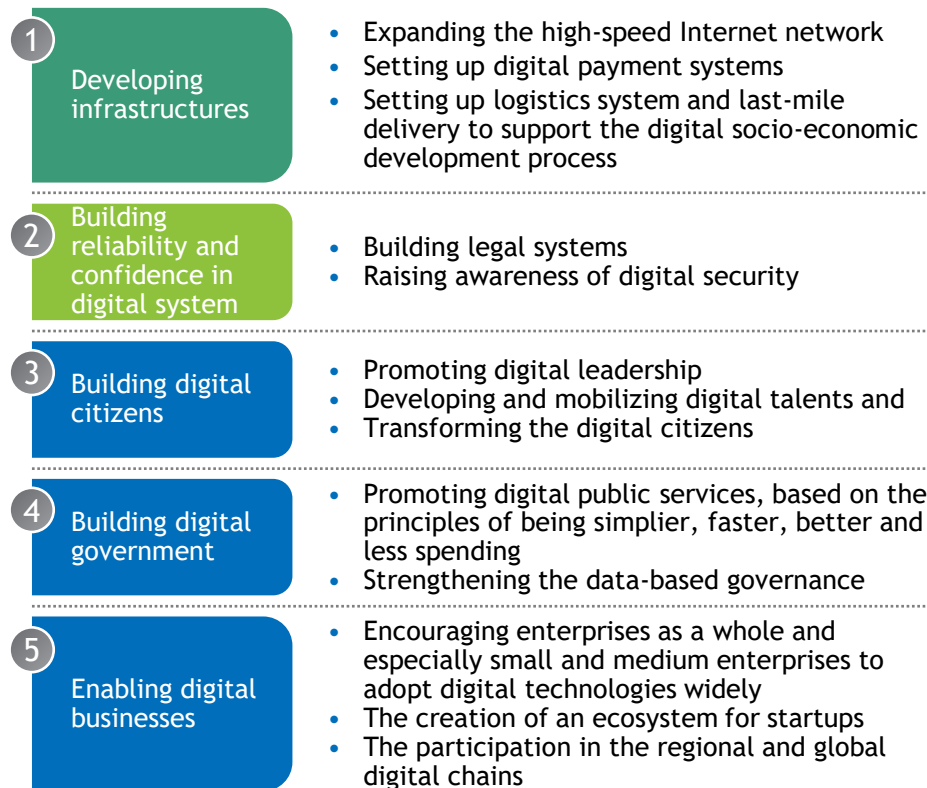 1
Developing
infrastructures
• Expanding the high-speed Internet network
• Setting up digital payment systems
• Setting up logistics system and last-mile
delivery to support the digital socio-economic
development process
2
Building
reliability and
confidence in
digital system
• Building legal systems
• Raising awareness of digital security
3
Building digital
citizens
• Promoting digital leadership
• Developing and mobilizing digital talents and
• Transforming the digital citizens
4
Building digital
government
• Promoting digital public services, based on the
principles of being simplier, faster, better and
less spending
• Strengthening the data-based governance
5
Enabling digital
businesses
• Encouraging enterprises as a whole and
especially small and medium enterprises to
adopt digital technologies widely
• The creation of an ecosystem for startups
• The participation in the regional and global
digital chains